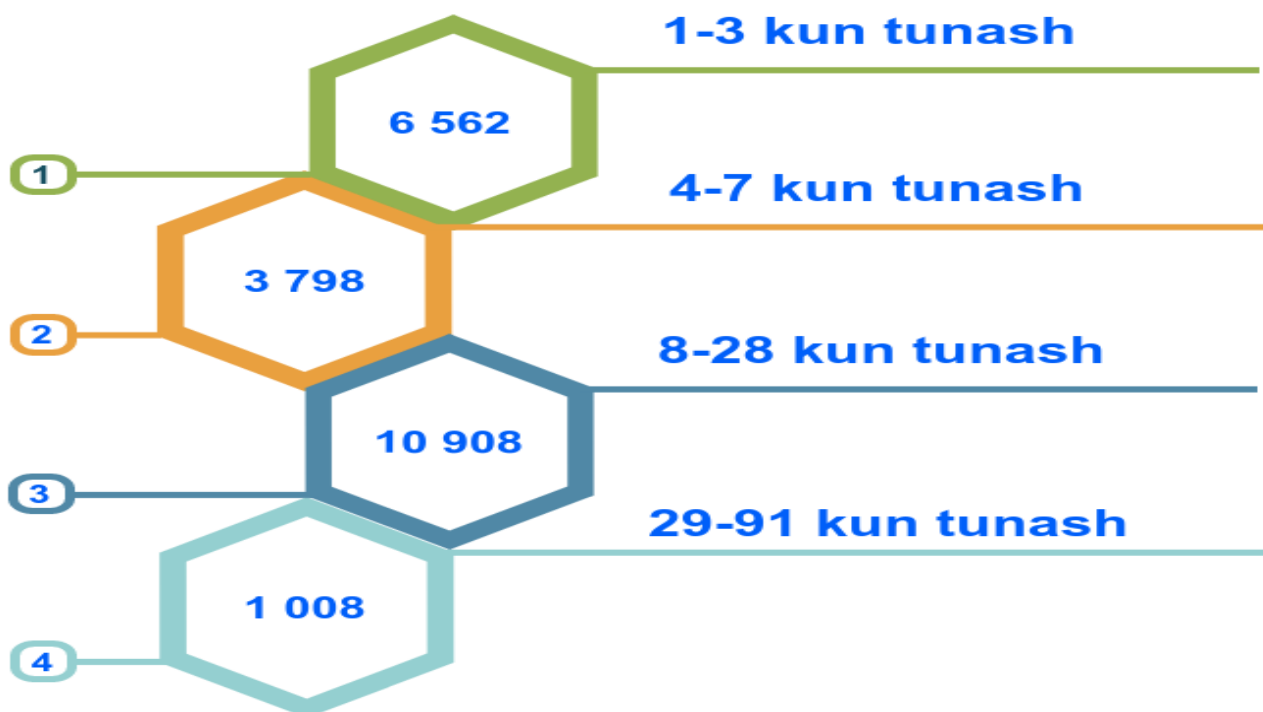 1-3 kun tunash
6 562
1
4-7 kun tunash
3 798
2
8-28 kun tunash
10 908
3
29-91 kun tunash
1 008
4